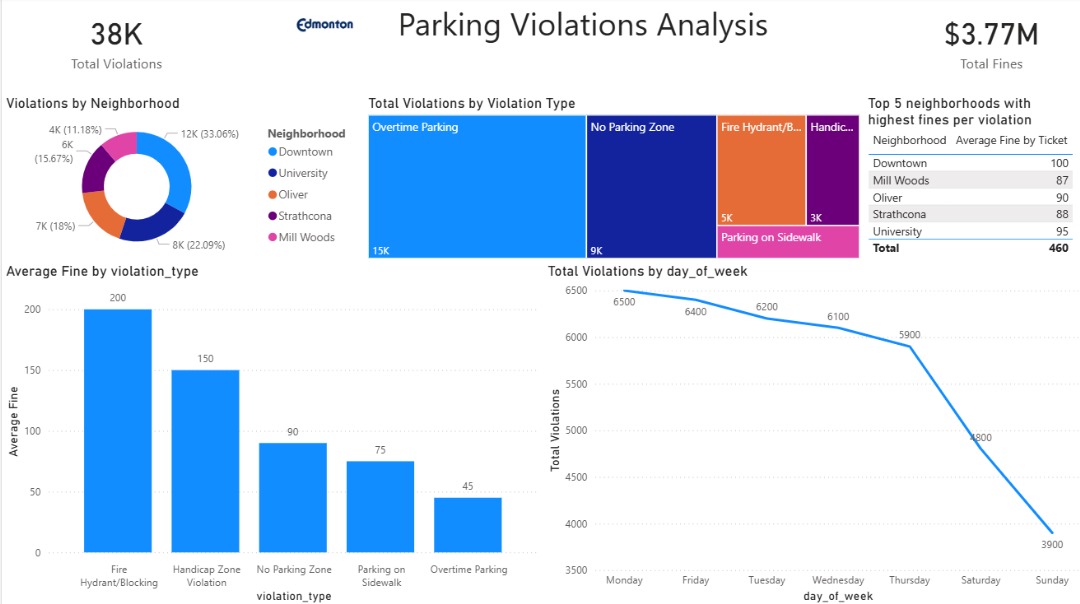 38K
Total Violations
Edmonton
Parking Violations Analysis
$3.77M
Total Fines
Violations by Neighborhood
4K (11.18%)
6K
(15.67%)
7K (18%)
12K (33.06%)
8K (22.09%)
Neighborhood
Downtown
University
Oliver
Strathcona
Mill Woods
Total Violations by Violation Type
Overtime Parking
15K
No Parking Zone
9K
Fire Hydrant/B...
5K
Handic...
3K
Parking on Sidewalk
Top 5 neighborhoods with
highest fines per violation
Neighborhood Average Fine by Ticket
Downtown 100
Mill Woods 87
Oliver 90
Strathcona 88
University 95
Total 460
Average Fine by violation_type
Average Fine
200
150
100
50
0
200
150
90
75
45
Fire
Hydrant/Blocking
Handicap Zone
Violation
No Parking Zone
Parking on
Sidewalk
Overtime Parking
violation_type
Total Violations by day_of_week
Total Violations
6500
6000
5500
5000
4500
4000
3500
6500
6400
6200
6100
5900
4800
3900
Monday
Friday
Tuesday
Wednesday
Thursday
Saturday
Sunday
day_of_week